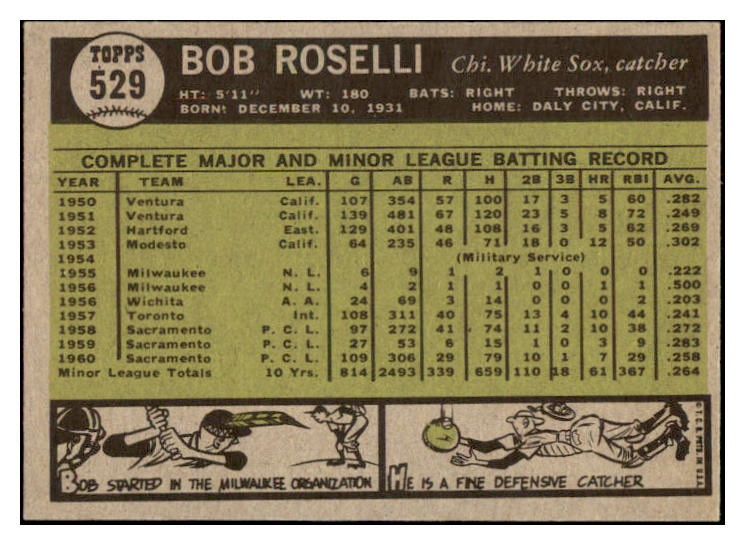 TOPPS
529
BOB ROSELLI Chi. White Sox, catcher
HT: 5'11" WT: 180 BATS: RIGHT THROWS: RIGHT
BORN: DECEMBER 10, 1931 HOME: DALY CITY, CALIF.
COMPLETE MAJOR AND MINOR LEAGUE BATTING RECORD
YEAR TEAM LEA. G AB R H 2B 3B HR RBI AVG.
1950 Ventura Calif. 107 354 57 100 17 3 5 60 .282
1951 Ventura Calif. 139 481 67 120 23 5 8 72 .249
1952 Hartford East. 129 401 48 108 16 3 5 62 .269
1953 Modesto Calif. 64 235 46 71 18 0 12 50 .302
1954 (Military Service)
1955 Milwaukee N. L. 6 9 1 2 1 0 0 0 .222
1956 Milwaukee N. L. 4 2 1 1 0 0 1 1 .500
1956 Wichita A. A. 24 69 3 14 0 0 0 2 .203
1957 Toronto Int. 108 311 40 75 13 4 10 44 .241
1958 Sacramento P. C. L. 97 272 41 74 11 2 10 38 .272
1959 Sacramento P. C. L. 27 53 6 15 1 0 3 9 .283
1960 Sacramento P. C. L. 109 306 29 79 10 1 7 29 .258
Minor League Totals 10 Yrs. 814 2493 339 659 110 18 61 367 .264
BOB STARTED IN THE MILWAUKEE ORGANIZATION
HE IS A FINE DEFENSIVE CATCHER
© T.C.G. PRTD. IN U.S.A.